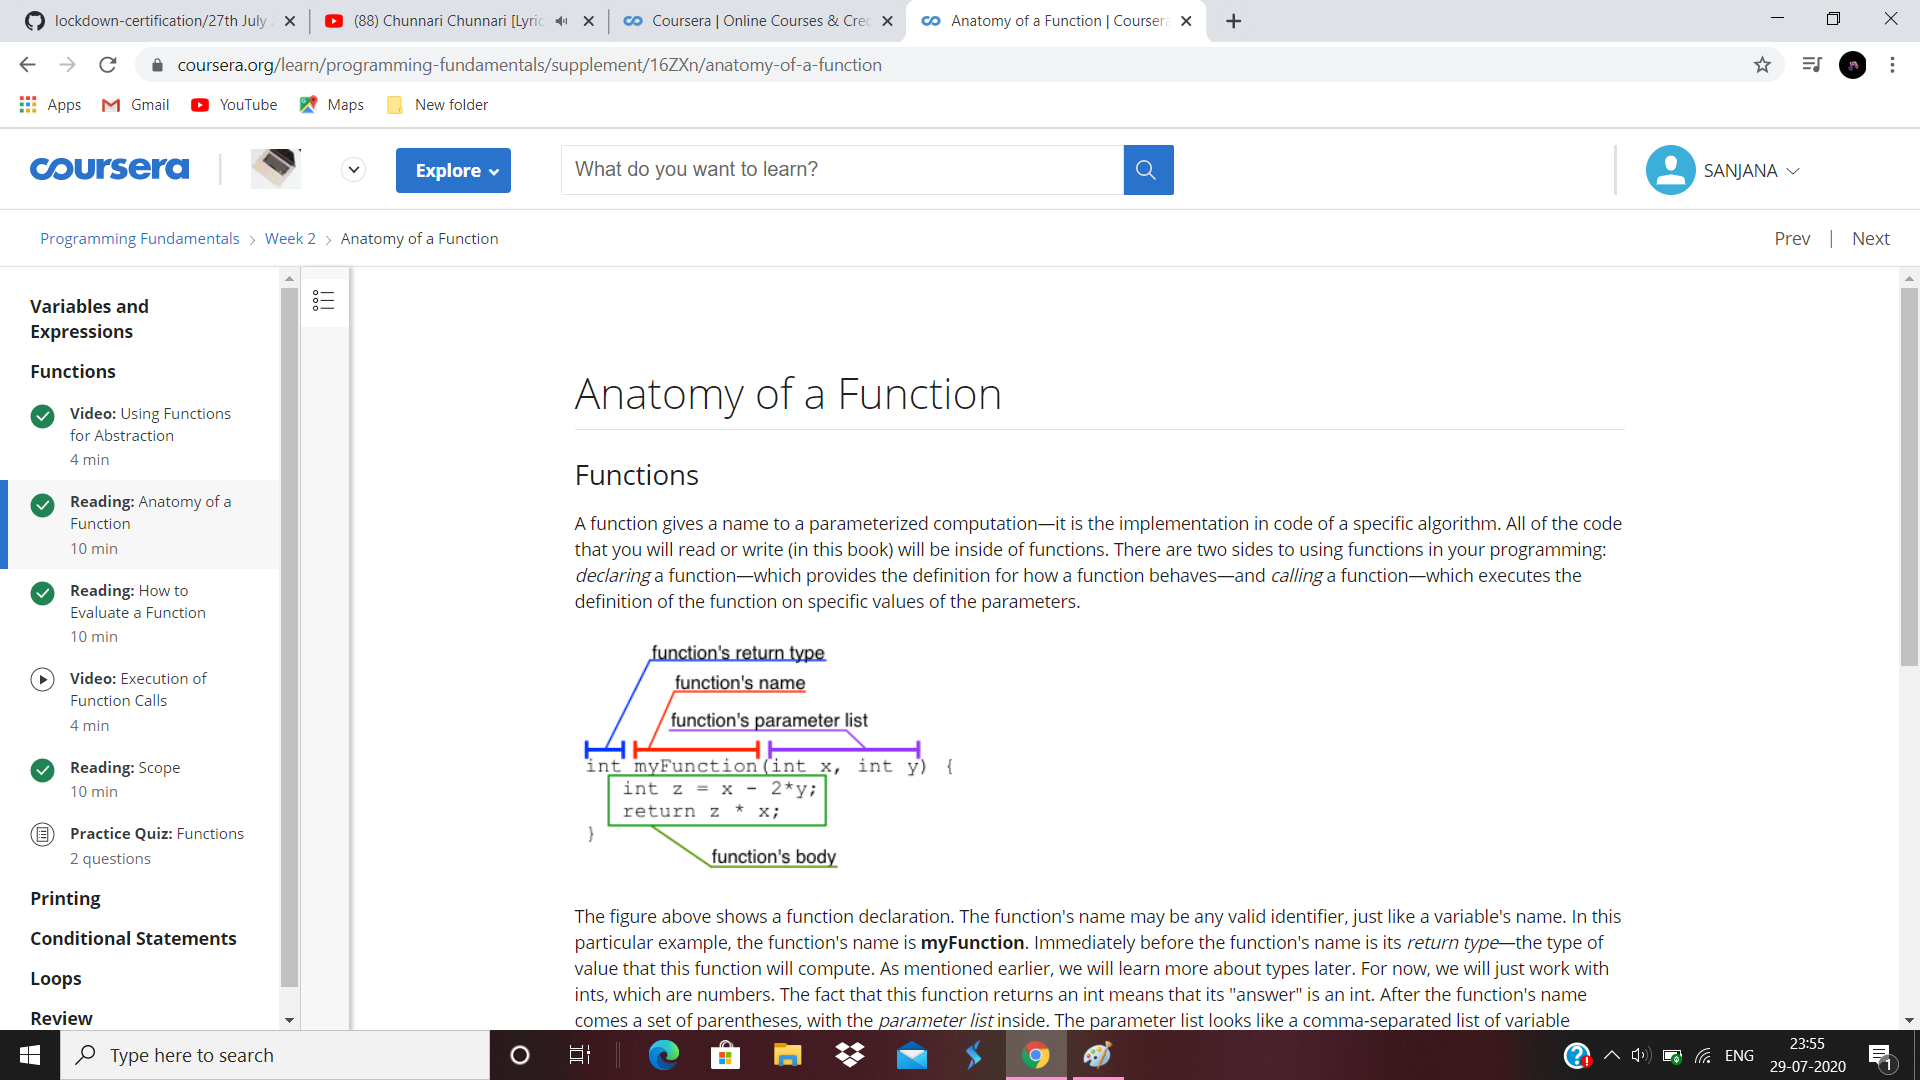 lockdown-certification/27th July
(88) Chunnari Chunnari [Lyric
Coursera | Online Courses & Cred
Anatomy of a Function | Coursera
coursera.org/learn/programming-fundamentals/supplement/16ZXn/anatomy-of-a-function
Apps Gmail YouTube Maps New folder
coursera
Explore
What do you want to learn?
SANJANA
Programming Fundamentals > Week 2 > Anatomy of a Function
Prev | Next
Variables and
Expressions
Functions
Video: Using Functions
for Abstraction
4 min
Reading: Anatomy of a
Function
10 min
Reading: How to
Evaluate a Function
10 min
Video: Execution of
Function Calls
4 min
Reading: Scope
10 min
Practice Quiz: Functions
2 questions
Printing
Conditional Statements
Loops
Review
Anatomy of a Function
Functions
A function gives a name to a parameterized computation—it is the implementation in code of a specific algorithm. All of the code
that you will read or write (in this book) will be inside of functions. There are two sides to using functions in your programming:
declaring a function—which provides the definition for how a function behaves—and calling a function—which executes the
definition of the function on specific values of the parameters.
function's return type
function's name
function's parameter list
int myFunction(int x, int y) {
int z = x - 2*y;
return z * x;
}
function's body
The figure above shows a function declaration. The function's name may be any valid identifier, just like a variable's name. In this
particular example, the function's name is myFunction. Immediately before the function's name is its return type—the type of
value that this function will compute. As mentioned earlier, we will learn more about types later. For now, we will just work with
ints, which are numbers. The fact that this function returns an int means that its "answer" is an int. After the function's name
comes a set of parentheses, with the parameter list inside. The parameter list looks like a comma-separated list of variable
Type here to search
ENG
23:55
29-07-2020
1